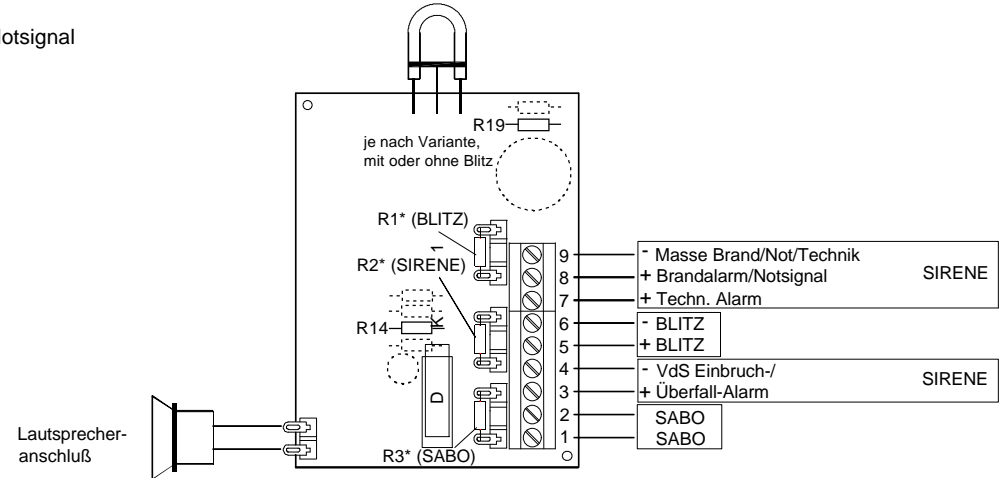 otsignal
R19
je nach Variante,
mit oder ohne Blitz
R1* (BLITZ)
1
R2* (SIRENE)
K
R14
D
R3* (SABO)
9 - Masse Brand/Not/Technik
8 + Brandalarm/Notsignal SIRENE
7 + Techn. Alarm
6 - BLITZ
5 + BLITZ
4 - VdS Einbruch-/
3 + Überfall-Alarm SIRENE
2 SABO
1 SABO
Lautsprecher-
anschluß